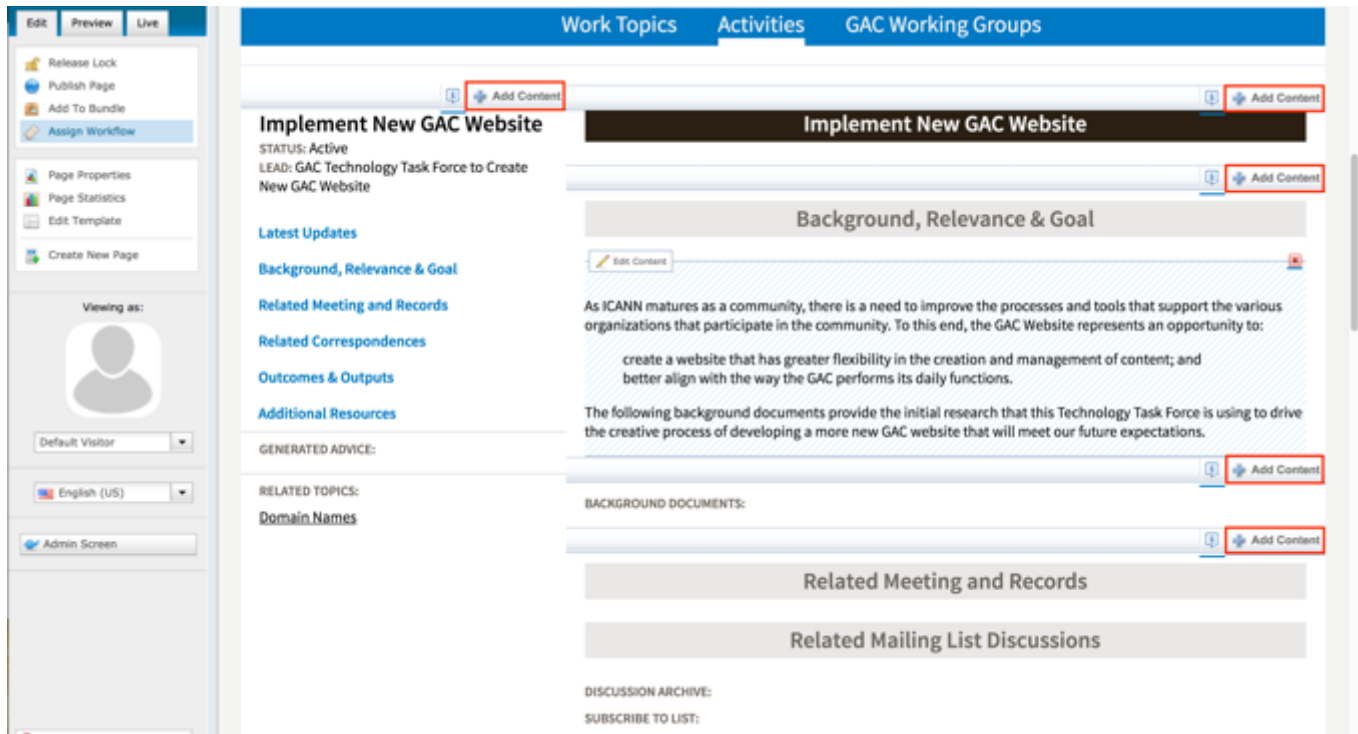 Edit Preview Live
Release Lock
Publish Page
Add To Bundle
Assign Workflow
Page Properties
Page Statistics
Edit Template
Create New Page
Viewing as:
Default Visitor
English (US)
Admin Screen
Work Topics Activities GAC Working Groups
Add Content
Implement New GAC Website
STATUS: Active
LEAD: GAC Technology Task Force to Create
New GAC Website
Latest Updates
Background, Relevance & Goal
Related Meeting and Records
Related Correspondences
Outcomes & Outputs
Additional Resources
GENERATED ADVICE:
RELATED TOPICS:
Domain Names
Add Content
Implement New GAC Website
Add Content
Background, Relevance & Goal
Edit Content
As ICANN matures as a community, there is a need to improve the processes and tools that support the various
organizations that participate in the community. To this end, the GAC Website represents an opportunity to:
create a website that has greater flexibility in the creation and management of content; and
better align with the way the GAC performs its daily functions.
The following background documents provide the initial research that this Technology Task Force is using to drive
the creative process of developing a more new GAC website that will meet our future expectations.
Add Content
BACKGROUND DOCUMENTS:
Add Content
Related Meeting and Records
Related Mailing List Discussions
DISCUSSION ARCHIVE:
SUBSCRIBE TO LIST: